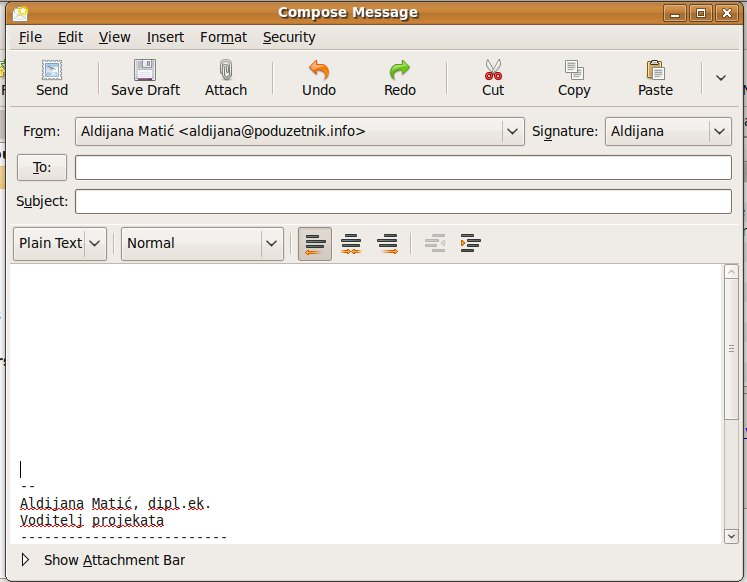 Compose Message
File Edit View Insert Format Security
Send Save Draft Attach Undo Redo Cut Copy Paste
From: Aldijana Matić <aldijana@poduzetnik.info> Signature: Aldijana
To:
Subject:
Plain Text Normal
--
Aldijana Matić, dipl.ek.
Voditelj projekata
--------------------------
Show Attachment Bar